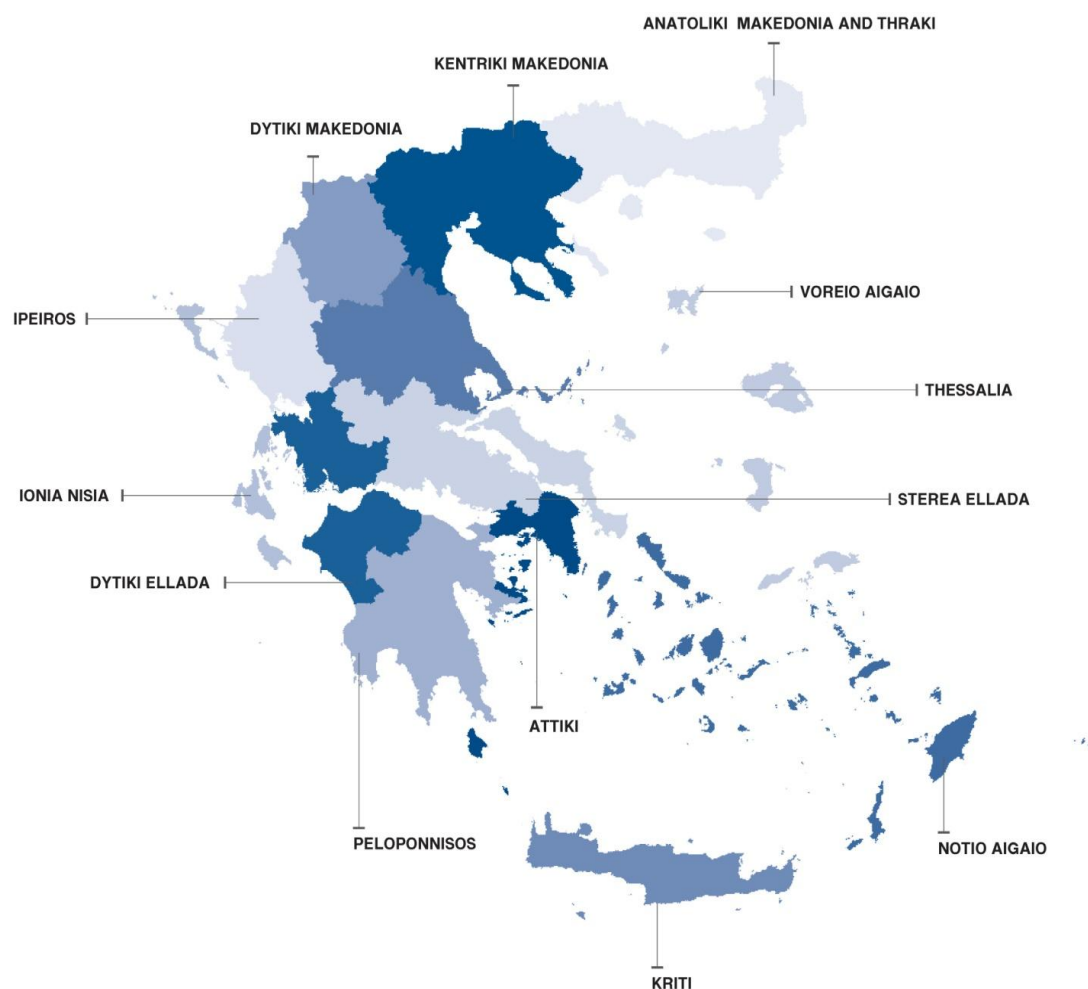 ANATOLIKI MAKEDONIA AND THRAKI
KENTRIKI MAKEDONIA
DYTIKI MAKEDONIA
VOREIO AIGAIO
IPEIROS
THESSALIA
IONIA NISIA
STEREA ELLADA
DYTIKI ELLADA
ATTIKI
PELOPONNISOS
NOTIO AIGAIO
KRITI